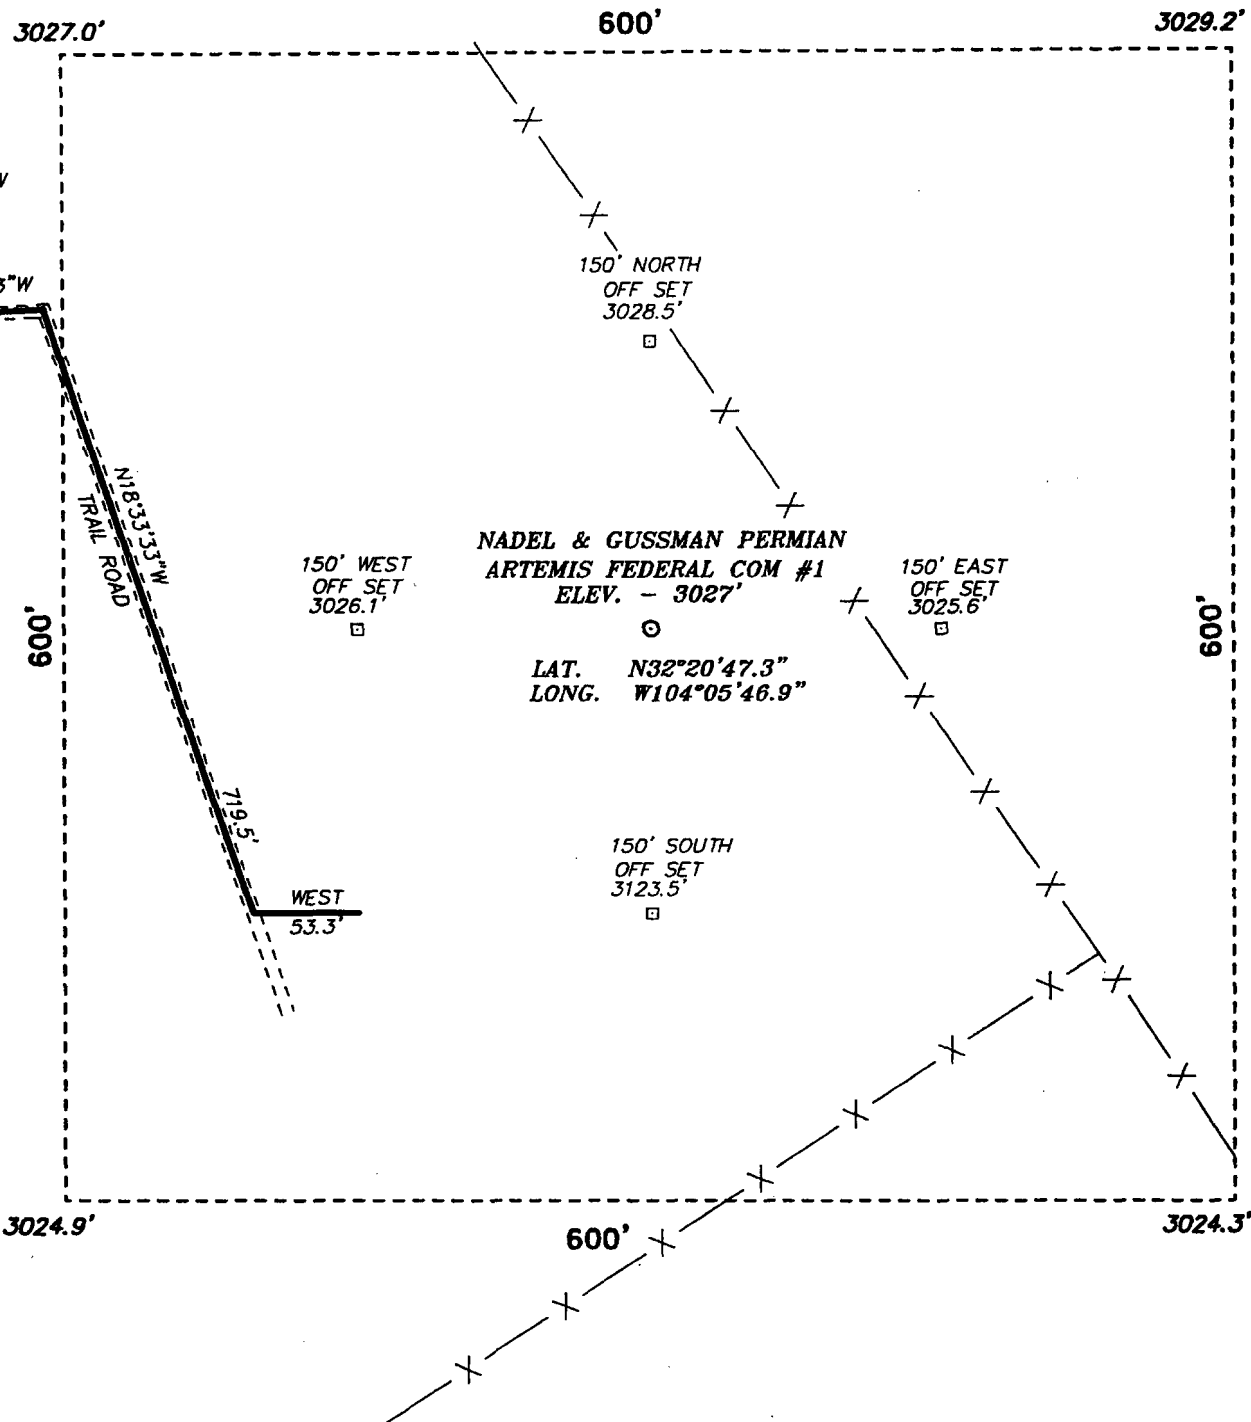 3027.0'
600'
3029.2'
W
3"W
150' NORTH
OFF SET
3028.5'
N18°33'33"W
TRAIL ROAD
719.5'
WEST
53.3'
150' WEST
OFF SET
3026.1'
NADEL & GUSSMAN PERMIAN
ARTEMIS FEDERAL COM #1
ELEV. - 3027'
LAT. N32°20'47.3"
LONG. W104°05'46.9"
150' EAST
OFF SET
3025.6'
600'
600'
150' SOUTH
OFF SET
3123.5'
3024.9'
600'
3024.3'